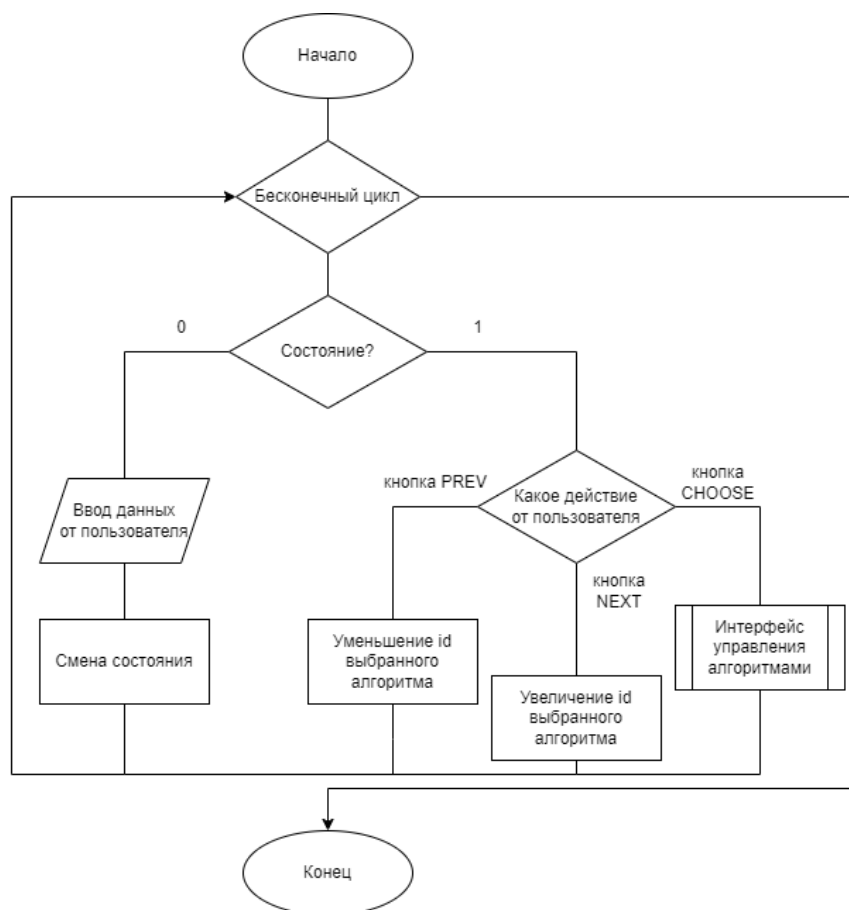 Начало
Бесконечный цикл
0
1
Состояние?
кнопка PREV
Какое действие
от пользователя
кнопка
CHOOSE
Ввод данных
от пользователя
кнопка
NEXT
Смена состояния
Уменьшение id
выбранного
алгоритма
Увеличение id
выбранного
алгоритма
Интерфейс
управления
алгоритмами
Конец